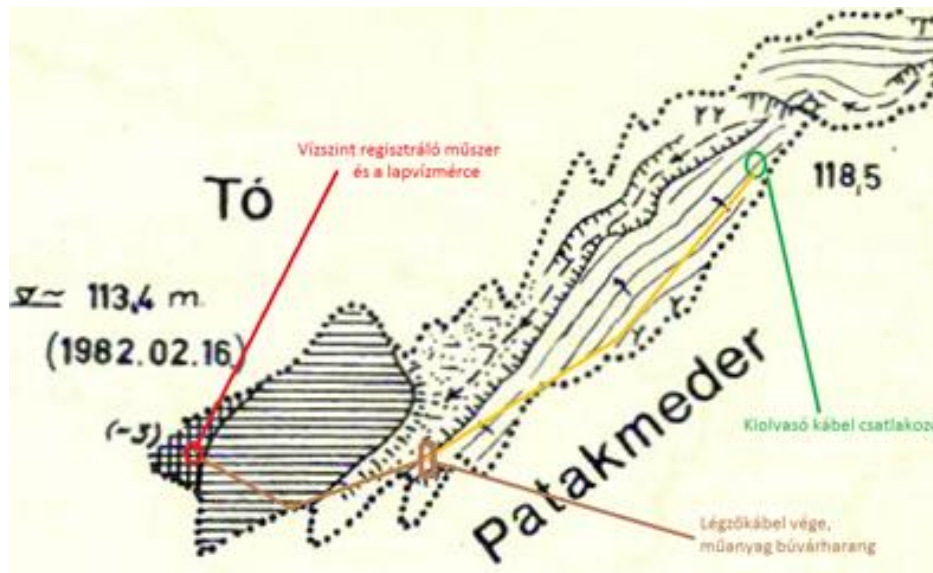 Vízszint regisztráló műszer
és a lapvízmérce
Tó
118,5
113,4 m.
(1982.02.16)
(-3)
Kiolvasó kábel csatlakozó
Patakmeder
Légzőkábel vége,
műanyag búvárharang